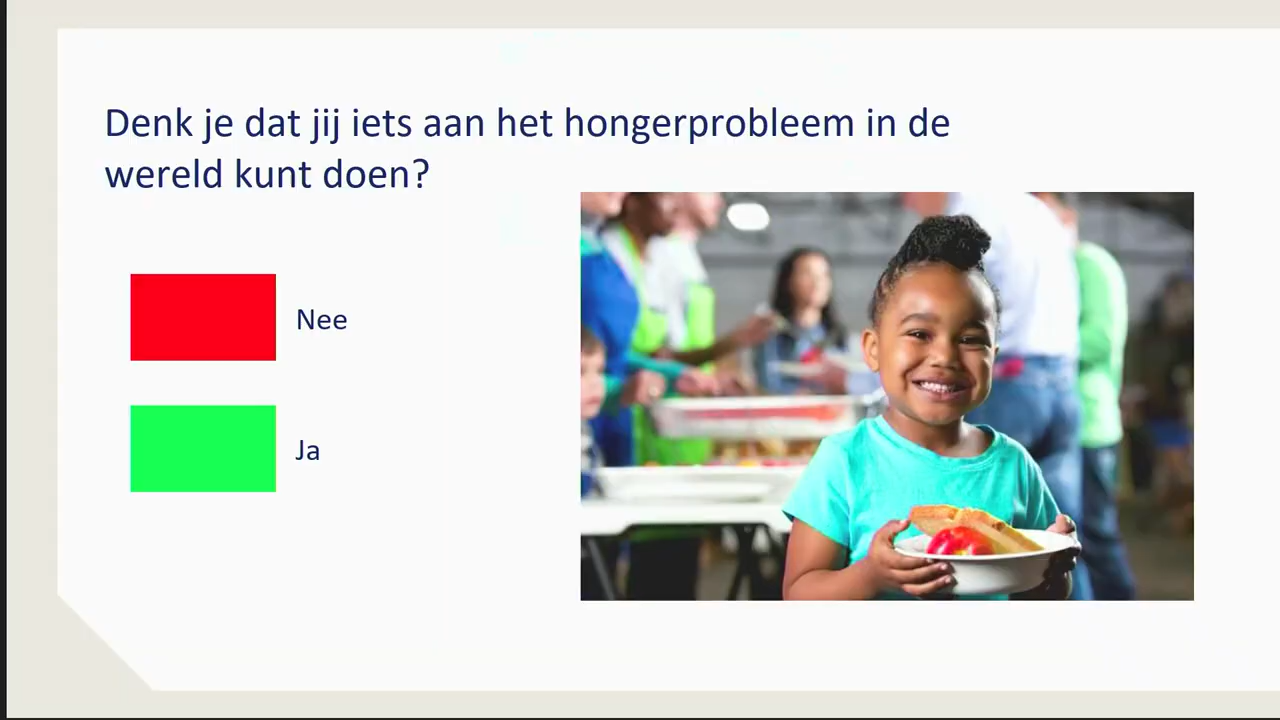 Denk je dat jij iets aan het hongerprobleem in de
wereld kunt doen?
Nee
Ja